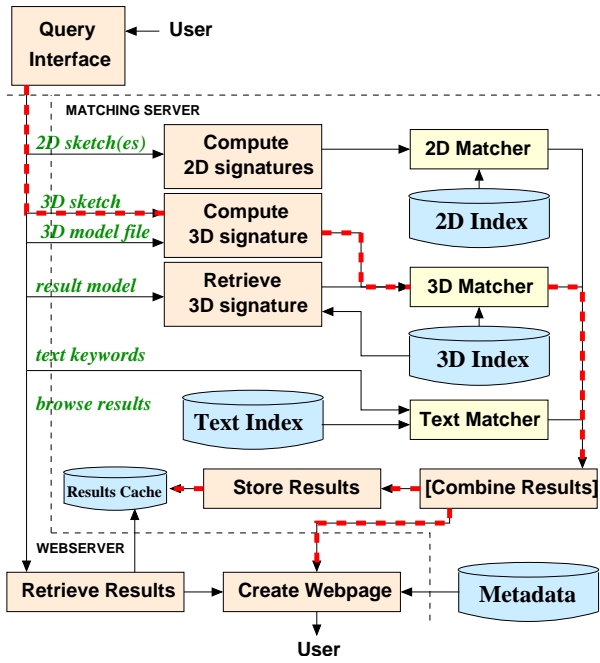 Query
Interface
User
MATCHING SERVER
2D sketch(es)
Compute
2D signatures
2D Matcher
2D Index
3D sketch
3D model file
Compute
3D signature
result model
Retrieve
3D signature
3D Matcher
3D Index
text keywords
browse results
Text Index
Text Matcher
Results Cache
Store Results
[Combine Results]
WEBSERVER
Retrieve Results
Create Webpage
Metadata
User